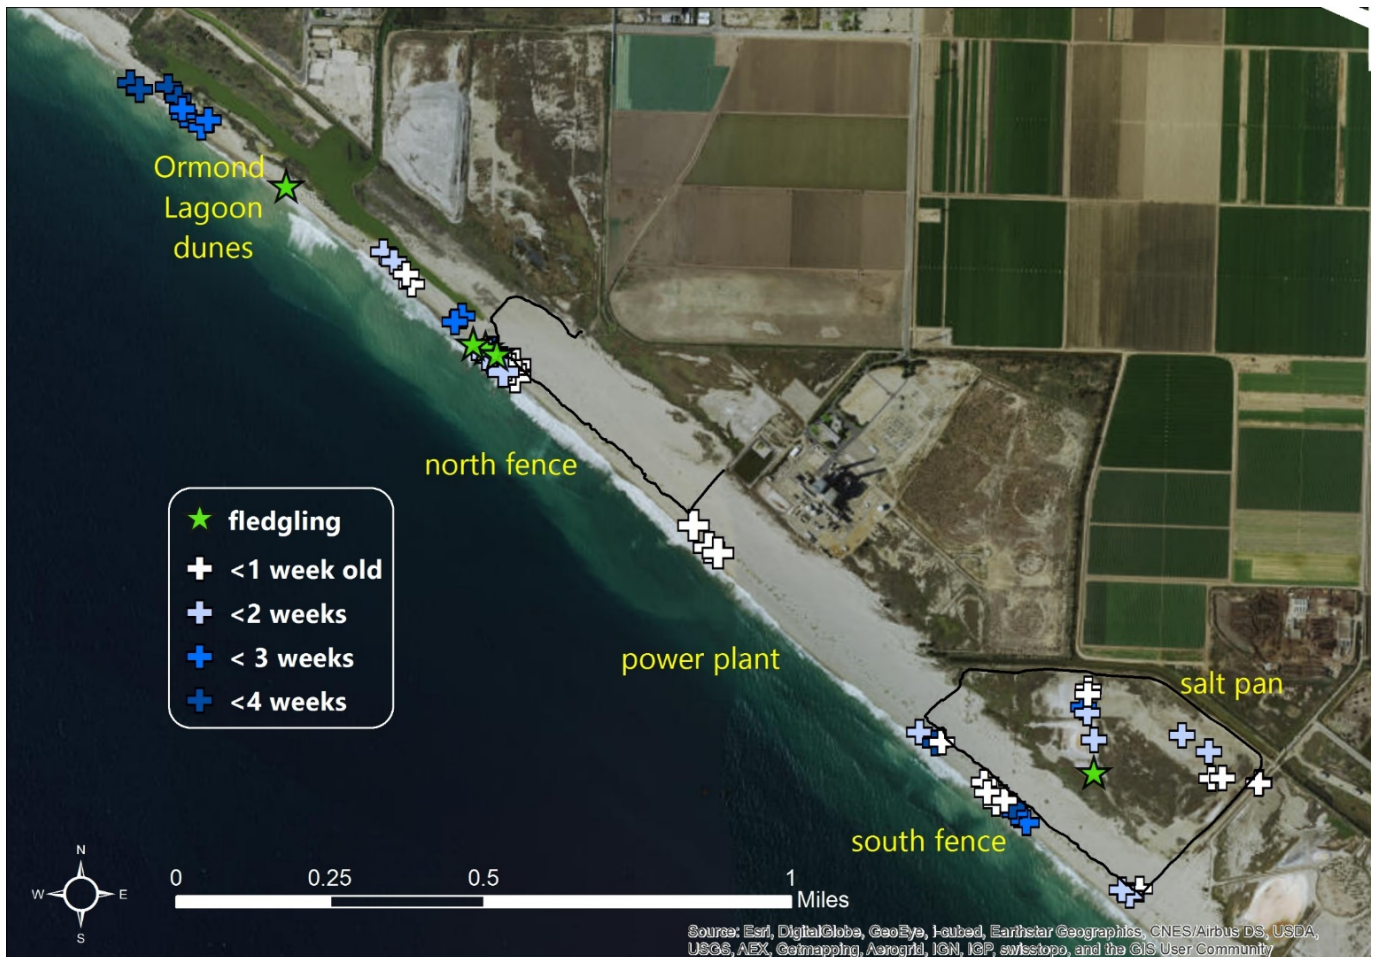 Ormond
Lagoon
dunes
north fence
fledgling
<1 week old
<2 weeks
< 3 weeks
<4 weeks
power plant
salt pan
south fence
N
W
E
S
0
0.25
0.5
1
Miles
Source: Esri, DigitalGlobe, GeoEye, i-cubed, Earthstar Geographics, CNES/Airbus DS, USDA,
USGS, AEX, Getmapping, Aerogrid, IGN, IGP, swisstopo, and the GIS User Community